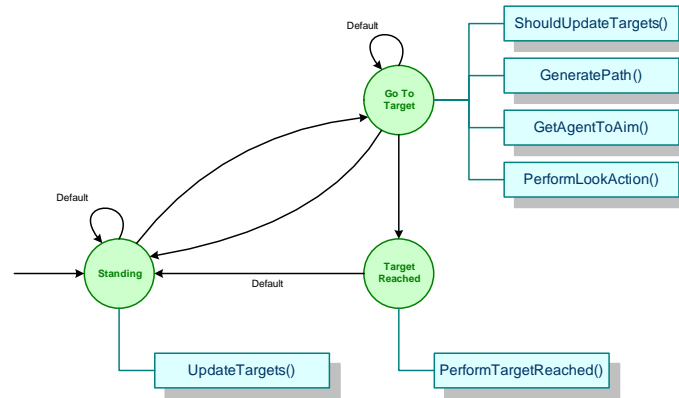 ShouldUpdateTargets()
Default
GeneratePath()
Go To
Target
GetAgentToAim()
PerformLookAction()
Default
Standing
Target
Reached
Default
UpdateTargets()
PerformTargetReached()